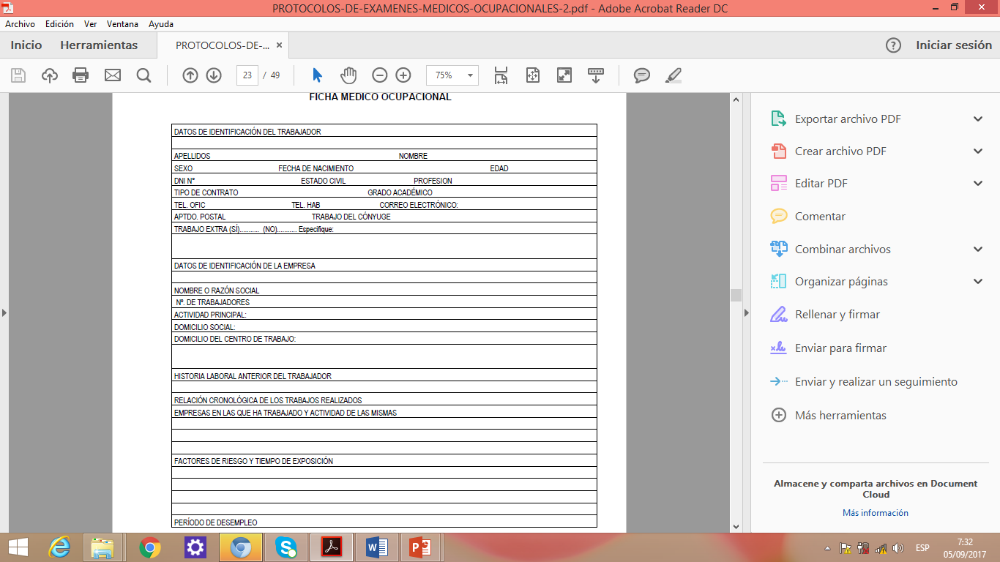 PROTOCOLOS-DE-EXAMENES-MEDICOS-OCUPACIONALES-2.pdf - Adobe Acrobat Reader DC
Archivo Edición Ver Ventana Ayuda
Inicio Herramientas PROTOCOLOS-DE-... × Iniciar sesión
23 / 49 75%
FICHA MEDICO OCUPACIONAL
DATOS DE IDENTIFICACIÓN DEL TRABAJADOR
APELLIDOS NOMBRE
SEXO FECHA DE NACIMIENTO EDAD
DNI N° ESTADO CIVIL PROFESION
TIPO DE CONTRATO GRADO ACADÉMICO
TEL. OFIC TEL. HAB CORREO ELECTRÓNICO:
APTDO. POSTAL TRABAJO DEL CÓNYUGE
TRABAJO EXTRA (SÍ)........... (NO)........... Especifique:
DATOS DE IDENTIFICACIÓN DE LA EMPRESA
NOMBRE O RAZÓN SOCIAL
Nº. DE TRABAJADORES
ACTIVIDAD PRINCIPAL:
DOMICILIO SOCIAL:
DOMICILIO DEL CENTRO DE TRABAJO:
HISTORIA LABORAL ANTERIOR DEL TRABAJADOR
RELACIÓN CRONOLÓGICA DE LOS TRABAJOS REALIZADOS
EMPRESAS EN LAS QUE HA TRABAJADO Y ACTIVIDAD DE LAS MISMAS
FACTORES DE RIESGO Y TIEMPO DE EXPOSICIÓN
PERÍODO DE DESEMPLEO
Exportar archivo PDF
Crear archivo PDF
Editar PDF
Comentar
Combinar archivos
Organizar páginas
Rellenar y firmar
Enviar para firmar
Enviar y realizar un seguimiento
Más herramientas
Almacene y comparta archivos en Document
Cloud
Más información
ESP
7:32
05/09/2017